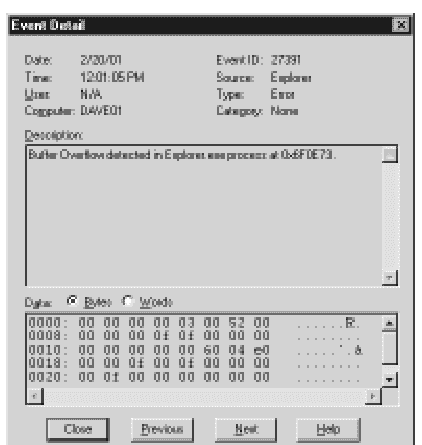 Event Detail
Date: 2/20/01 Event ID: 27391
Time: 12:01:05 PM Source: Explorer
User: N/A Type: Error
Computer: DAVE01 Category: None
Description:
Buffer Overflow detected in Explorer.exe process at 0x6F0E73.
Data: Bytes Words
0000: 00 00 00 00 03 00 52 00 ......R.
0008: 00 00 00 0f 0f 00 00 00 ........
0010: 00 00 00 00 00 60 04 e0 .....`.à
0018: 00 00 0f 00 0f 00 00 00 ........
0020: 00 0f 00 00 00 00 00 00
Close Previous Next Help